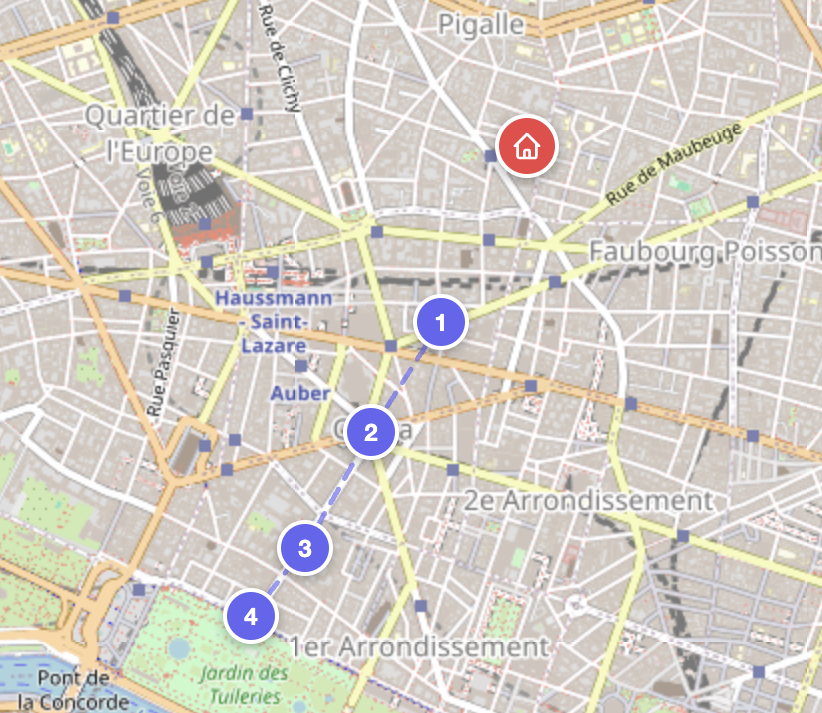 Pigalle
Rue de Clichy
Quartier de
l'Europe
Voie 6
Rue de Maubeuge
Faubourg Poisson
Haussmann
- Saint-
Lazare
1
Rue Pasquier
Auber
2
2e Arrondissement
3
4
1er Arrondissement
Jardin des
Tuileries
Pont de
la Concorde